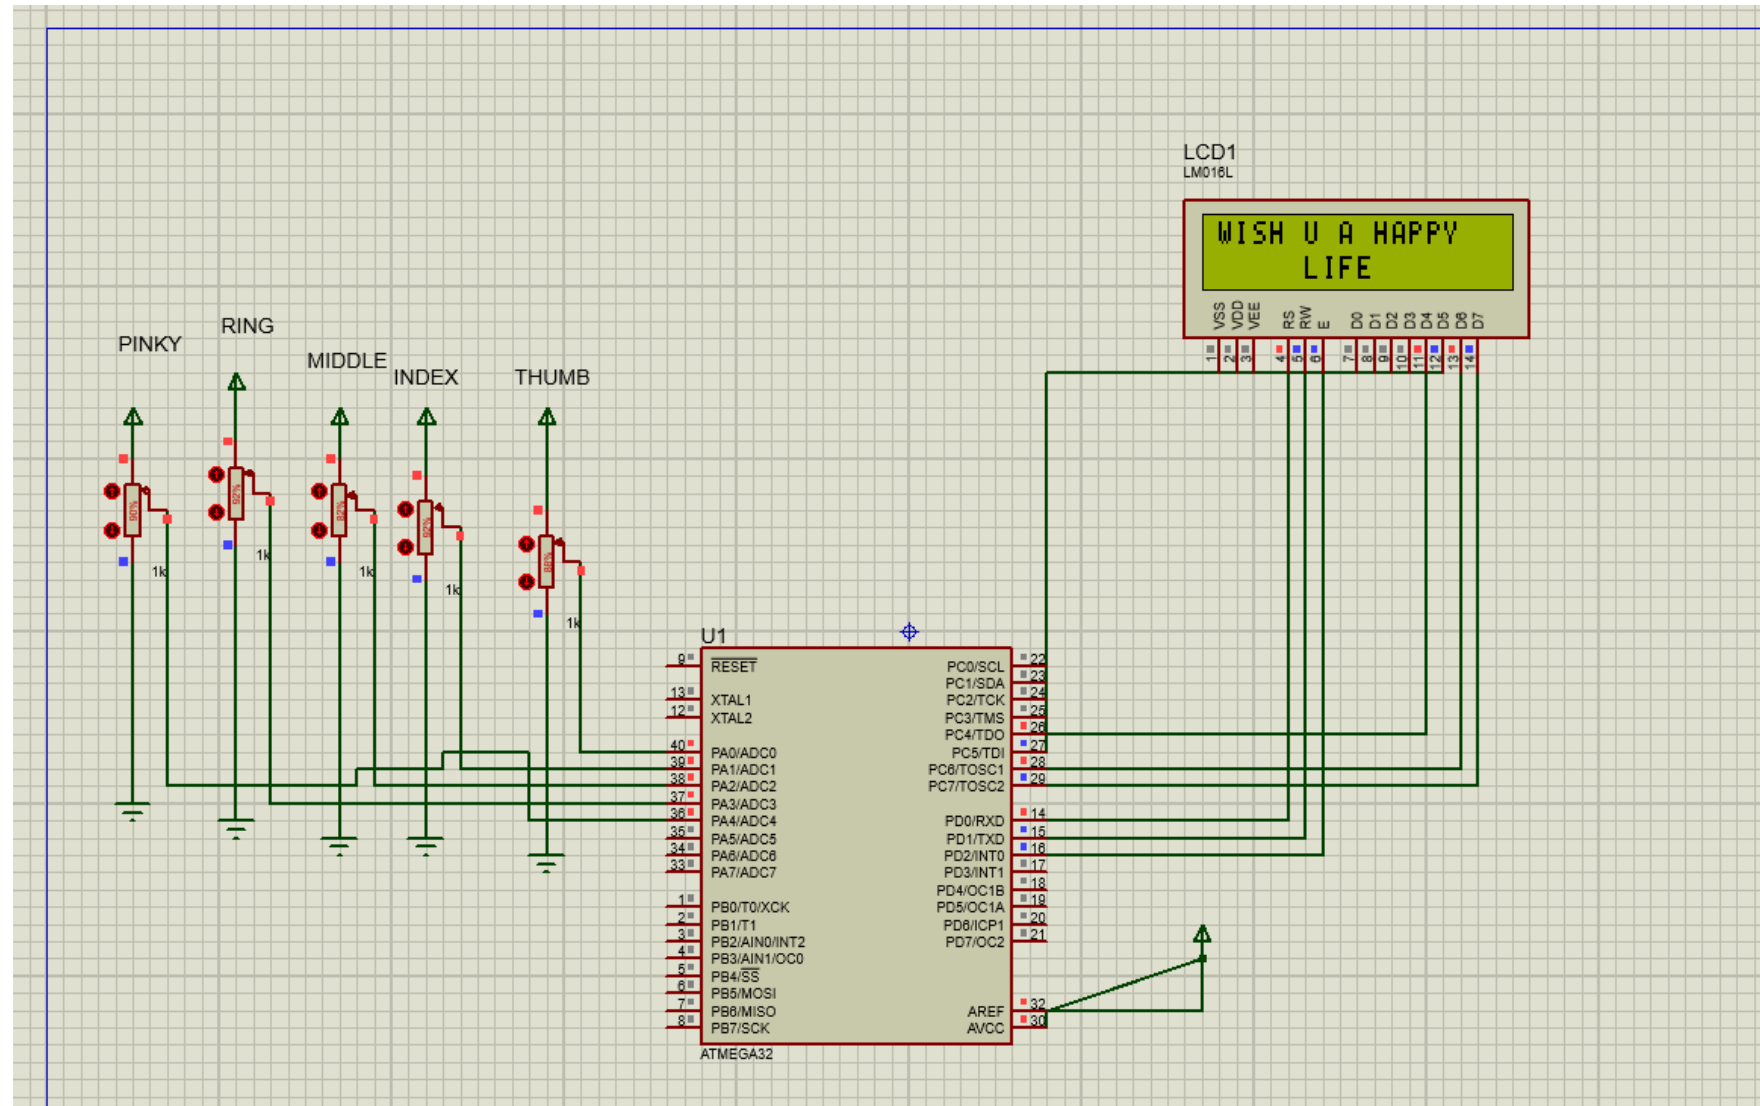 LCD1
LM016L
WISH U A HAPPY
LIFE
VSS
VDD
VEE
RS
RW
E
D0
D1
D2
D3
D4
D5
D6
D7
1
2
3
4
5
6
7
8
9
10
11
12
13
14
PINKY
RING
MIDDLE
INDEX
THUMB
90%
92%
82%
92%
88%
1k
1k
1k
1k
1k
U1
9 RESET
13 XTAL1
12 XTAL2
40 PA0/ADC0
39 PA1/ADC1
38 PA2/ADC2
37 PA3/ADC3
36 PA4/ADC4
35 PA5/ADC5
34 PA6/ADC6
33 PA7/ADC7
1 PB0/T0/XCK
2 PB1/T1
3 PB2/AIN0/INT2
4 PB3/AIN1/OC0
5 PB4/SS
6 PB5/MOSI
7 PB6/MISO
8 PB7/SCK
PC0/SCL 22
PC1/SDA 23
PC2/TCK 24
PC3/TMS 25
PC4/TDO 26
PC5/TDI 27
PC6/TOSC1 28
PC7/TOSC2 29
PD0/RXD 14
PD1/TXD 15
PD2/INT0 16
PD3/INT1 17
PD4/OC1B 18
PD5/OC1A 19
PD6/ICP1 20
PD7/OC2 21
AREF 32
AVCC 30
ATMEGA32